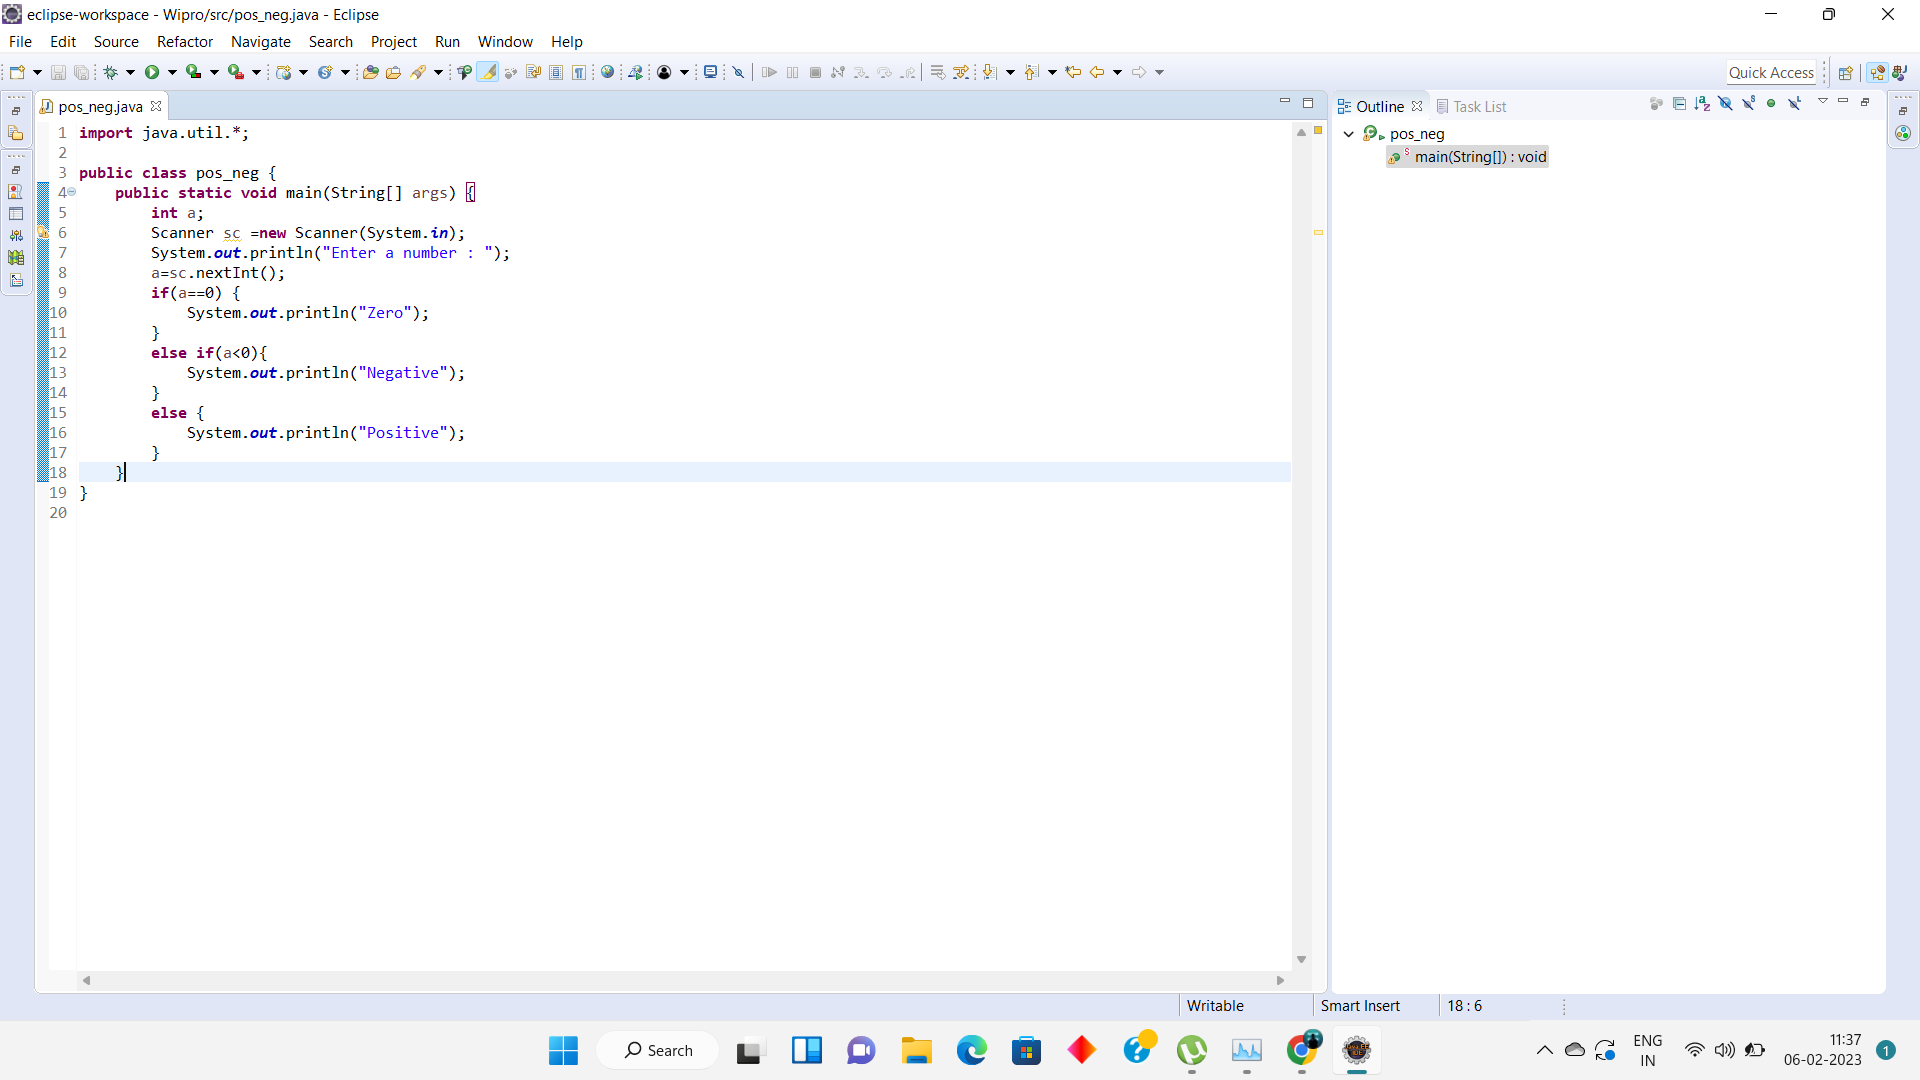 eclipse-workspace - Wipro/src/pos_neg.java - Eclipse
File Edit Source Refactor Navigate Search Project Run Window Help
Quick Access
pos_neg.java
1 import java.util.*;
2
3 public class pos_neg {
4 public static void main(String[] args) {
5 int a;
6 Scanner sc =new Scanner(System.in);
7 System.out.println("Enter a number : ");
8 a=sc.nextInt();
9 if(a==0) {
10 System.out.println("Zero");
11 }
12 else if(a<0){
13 System.out.println("Negative");
14 }
15 else {
16 System.out.println("Positive");
17 }
18 }
19 }
20
Outline Task List
pos_neg
main(String[]) : void
Writable Smart Insert 18 : 6
Search
ENG
IN
11:37
06-02-2023
1